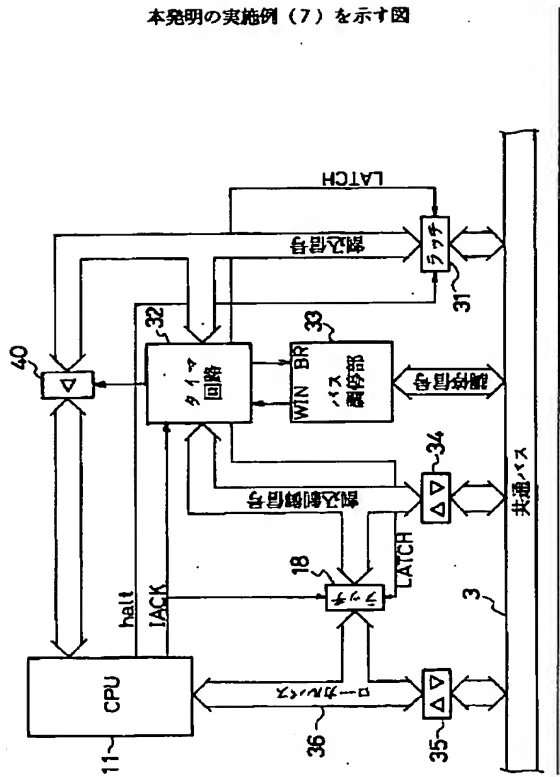 本発明の実施例（7）を示す図
40
LATCH
割込信号
ラッチ
31
halt
IACK
32
タイマ
回路
33
WIN BR
バス
調停部
調停信号
割込制御信号
34
18
ラッチ
LATCH
CPU
11
ローカルバス
36
35
3
共通バス